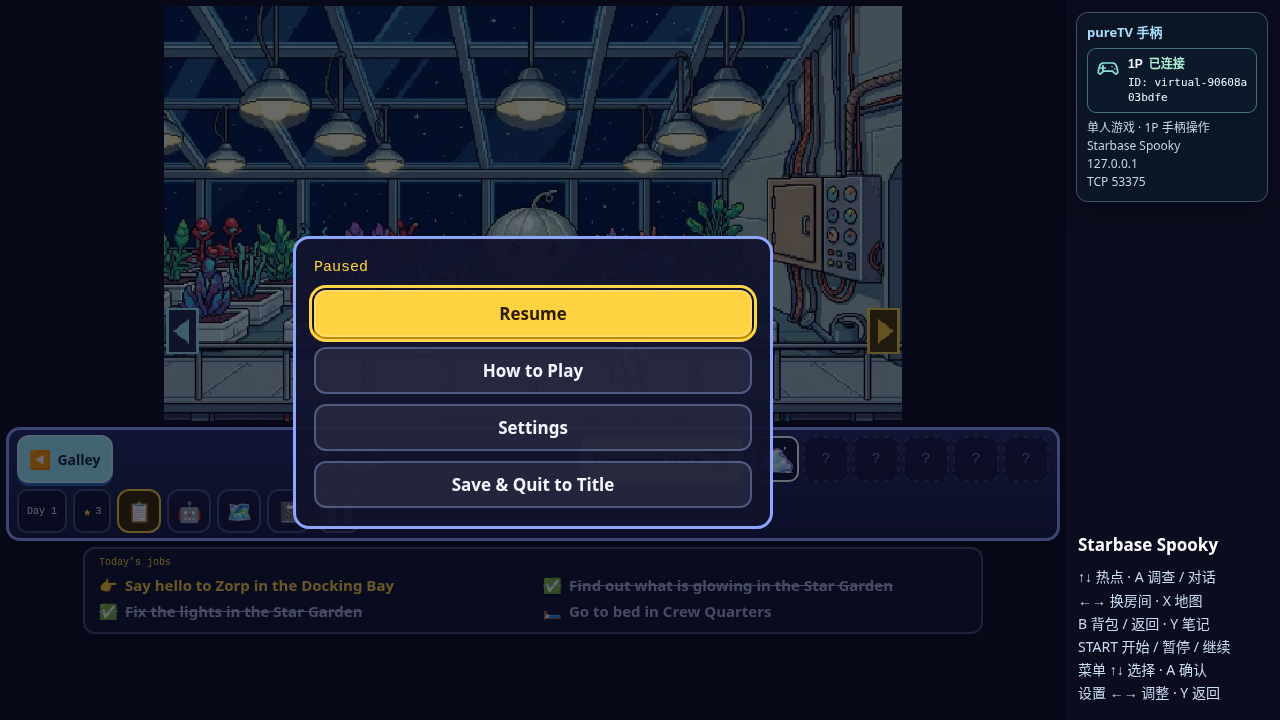 pureTV 手柄
1P 已连接
ID: virtual-90608a
03bdfe
单人游戏 · 1P 手柄操作
Starbase Spooky
127.0.0.1
TCP 53375
Paused
Resume
How to Play
Settings
Save & Quit to Title
Galley
? ? ? ? ?
Day 1
★ 3
Today's jobs
Say hello to Zorp in the Docking Bay
Find out what is glowing in the Star Garden
Fix the lights in the Star Garden
Go to bed in Crew Quarters
Starbase Spooky
↑↓ 热点 · A 调查 / 对话
←→ 换房间 · X 地图
B 背包 / 返回 · Y 笔记
START 开始 / 暂停 / 继续
菜单 ↑↓ 选择 · A 确认
设置 ←→ 调整 · Y 返回